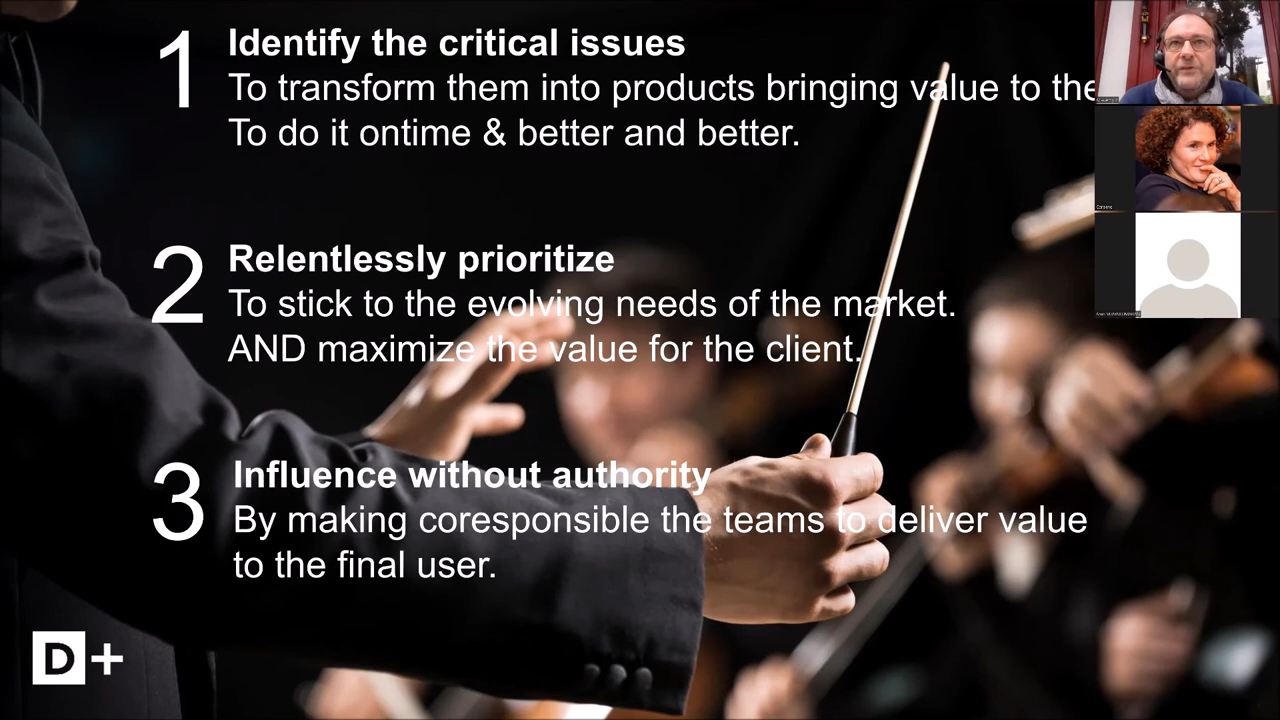 1
Identify the critical issues
To transform them into products bringing value to the
To do it ontime & better and better.
2
Relentlessly prioritize
To stick to the evolving needs of the market.
AND maximize the value for the client.
3
Influence without authority
By making coresponsible the teams to deliver value
to the final user.
D+